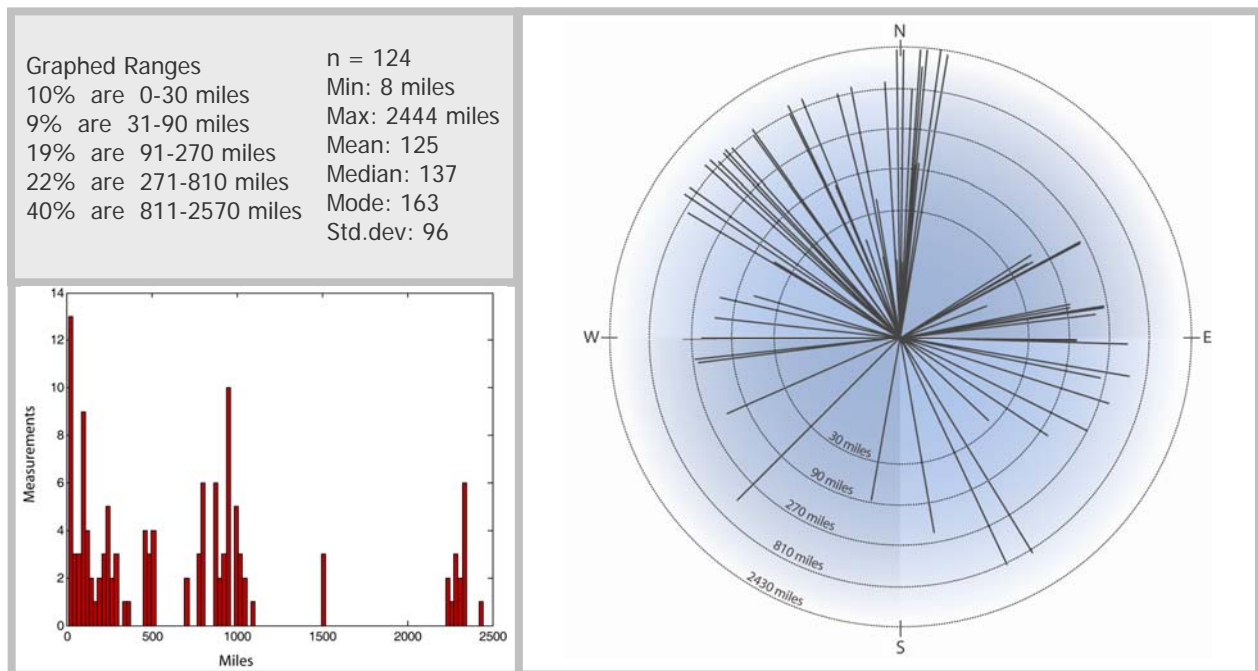 Graphed Ranges
10% are 0-30 miles
9% are 31-90 miles
19% are 91-270 miles
22% are 271-810 miles
40% are 811-2570 miles
n = 124
Min: 8 miles
Max: 2444 miles
Mean: 125
Median: 137
Mode: 163
Std.dev: 96
14
12
10
8
6
4
2
0
Measurements
0 500 1000 1500 2000 2500
Miles
N
W
E
S
30 miles
90 miles
270 miles
810 miles
2430 miles